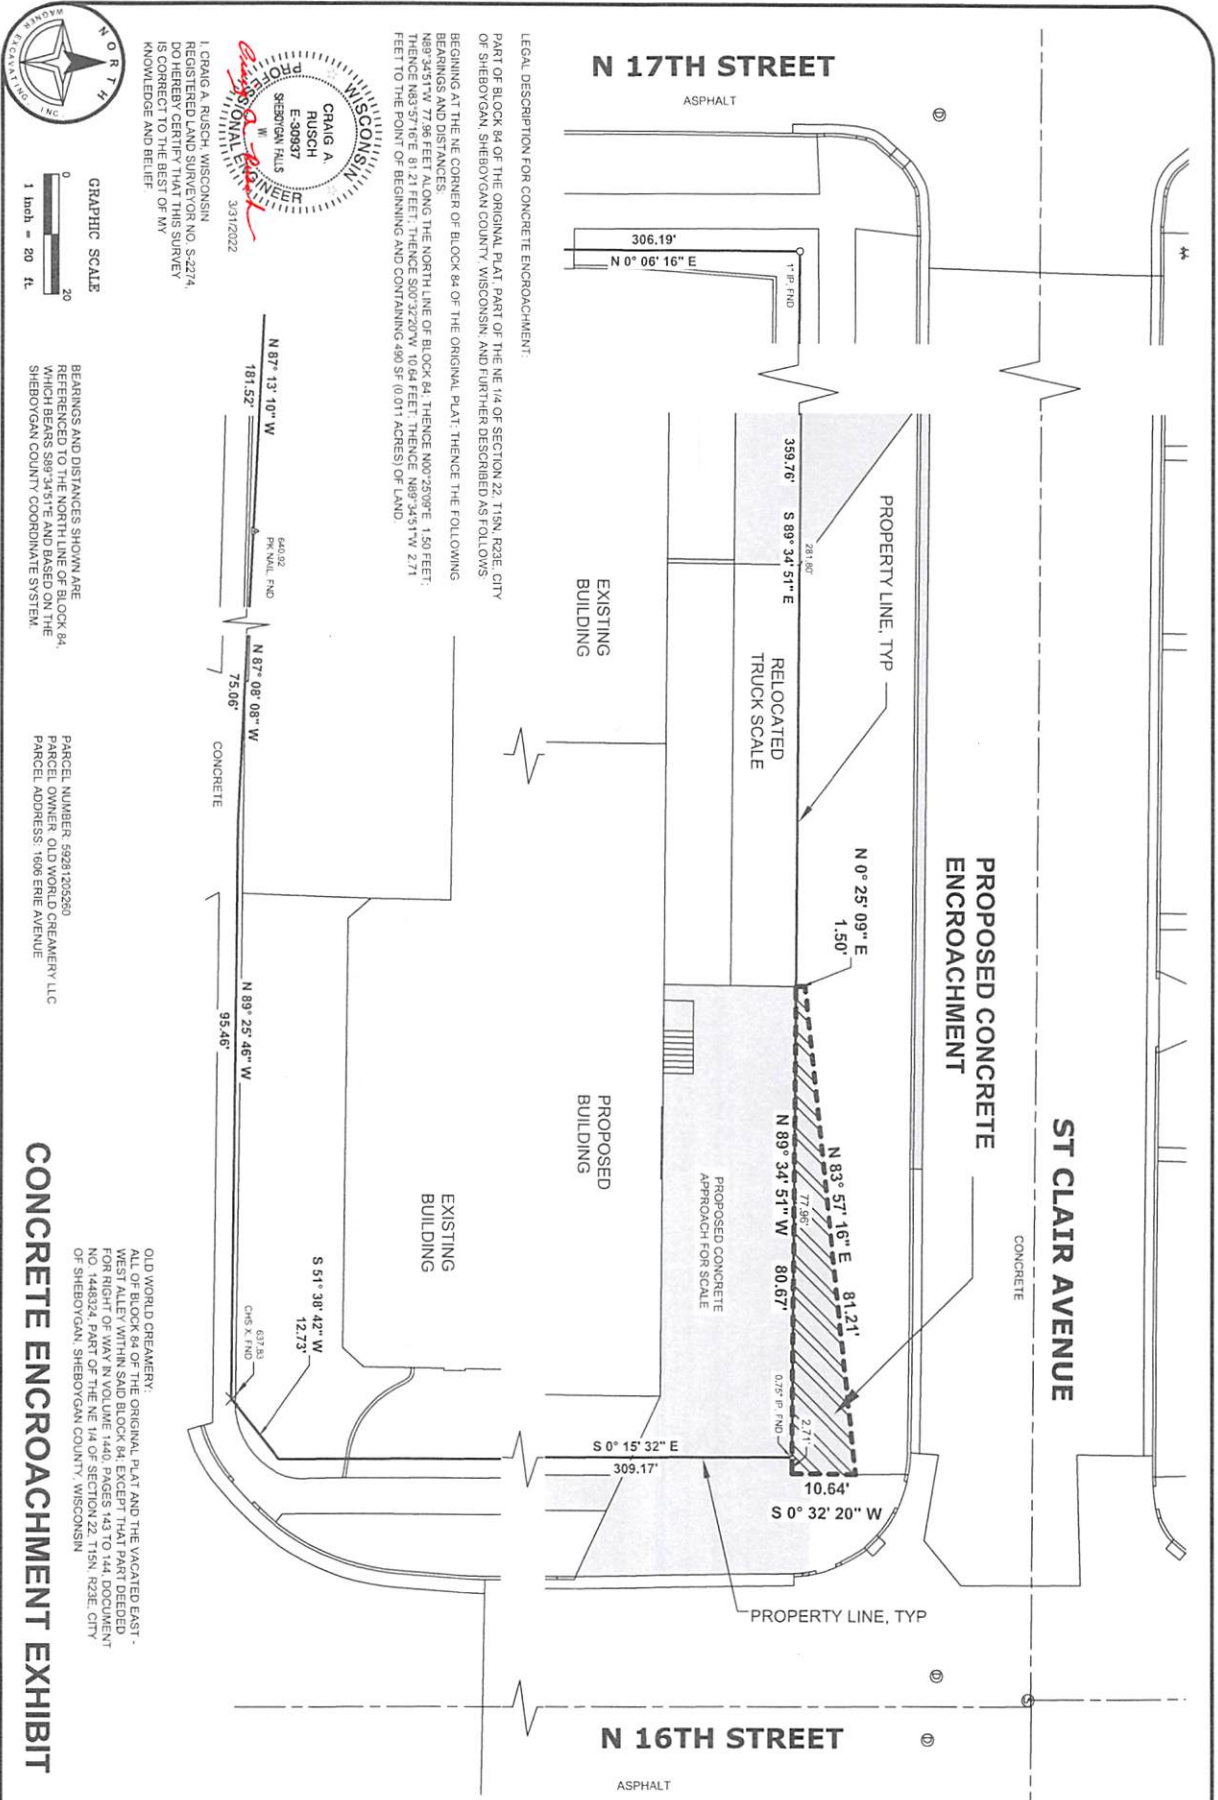 N 17TH STREET
ASPHALT
ST CLAIR AVENUE
CONCRETE
N 16TH STREET
ASPHALT
PROPOSED CONCRETE
ENCROACHMENT
PROPERTY LINE, TYP
N 0° 25' 09" E
1.50'
N 83° 57' 16" E 81.21'
77.96'
N 89° 34' 51" W 80.67'
2.71'
0.75" IP. FND
10.64'
S 0° 32' 20" W
PROPERTY LINE, TYP
306.19'
N 0° 06' 16" E
1" IP. FND
281.80'
359.76' S 89° 34' 51" E
RELOCATED
TRUCK SCALE
PROPOSED CONCRETE
APPROACH FOR SCALE
EXISTING
BUILDING
PROPOSED
BUILDING
EXISTING
BUILDING
S 0° 15' 32" E
309.17'
S 51° 38' 42" W
12.73'
637.83
CHS X, FND
N 87° 13' 10" W
181.52'
640.92
PK NAIL, FND
N 87° 08' 08" W
75.06'
CONCRETE
N 89° 25' 46" W
95.46'
LEGAL DESCRIPTION FOR CONCRETE ENCROACHMENT:
PART OF BLOCK 84 OF THE ORIGINAL PLAT, PART OF THE NE 1/4 OF SECTION 22, T15N, R23E, CITY
OF SHEBOYGAN, SHEBOYGAN COUNTY, WISCONSIN, AND FURTHER DESCRIBED AS FOLLOWS:
BEGINING AT THE NE CORNER OF BLOCK 84 OF THE ORIGINAL PLAT; THENCE THE FOLLOWING
BEARINGS AND DISTANCES:
N89°34'51"W 77.96 FEET ALONG THE NORTH LINE OF BLOCK 84; THENCE N00°25'09"E 1.50 FEET;
THENCE N83°57'16"E 81.21 FEET; THENCE S00°32'20"W 10.64 FEET; THENCE N89°34'51"W 2.71
FEET TO THE POINT OF BEGINNING AND CONTAINING 490 SF (0.011 ACRES) OF LAND.
WISCONSIN
CRAIG A.
RUSCH
E-30937
SHEBOYGAN FALLS
WI
PROFESSIONAL ENGINEER
Craig A Rusch
3/31/2022
I, CRAIG A. RUSCH, WISCONSIN
REGISTERED LAND SURVEYOR NO. S-2274,
DO HEREBY CERTIFY THAT THIS SURVEY
IS CORRECT TO THE BEST OF MY
KNOWLEDGE AND BELIEF.
NORTH
WAGNER EXCAVATING, INC.
GRAPHIC SCALE
0 20
1 inch = 20 ft.
BEARINGS AND DISTANCES SHOWN ARE
REFERENCED TO THE NORTH LINE OF BLOCK 84,
WHICH BEARS S89°34'51"E AND BASED ON THE
SHEBOYGAN COUNTY COORDINATE SYSTEM.
PARCEL NUMBER: 59281205260
PARCEL OWNER: OLD WORLD CREAMERY LLC
PARCEL ADDRESS: 1606 ERIE AVENUE
OLD WORLD CREAMERY:
ALL OF BLOCK 84 OF THE ORIGINAL PLAT AND THE VACATED EAST -
WEST ALLEY WITHIN SAID BLOCK 84; EXCEPT THAT PART DEEDED
FOR RIGHT OF WAY IN VOLUME 1440, PAGES 143 TO 144, DOCUMENT
NO. 1448324, PART OF THE NE 1/4 OF SECTION 22, T15N, R23E, CITY
OF SHEBOYGAN, SHEBOYGAN COUNTY, WISCONSIN
CONCRETE ENCROACHMENT EXHIBIT